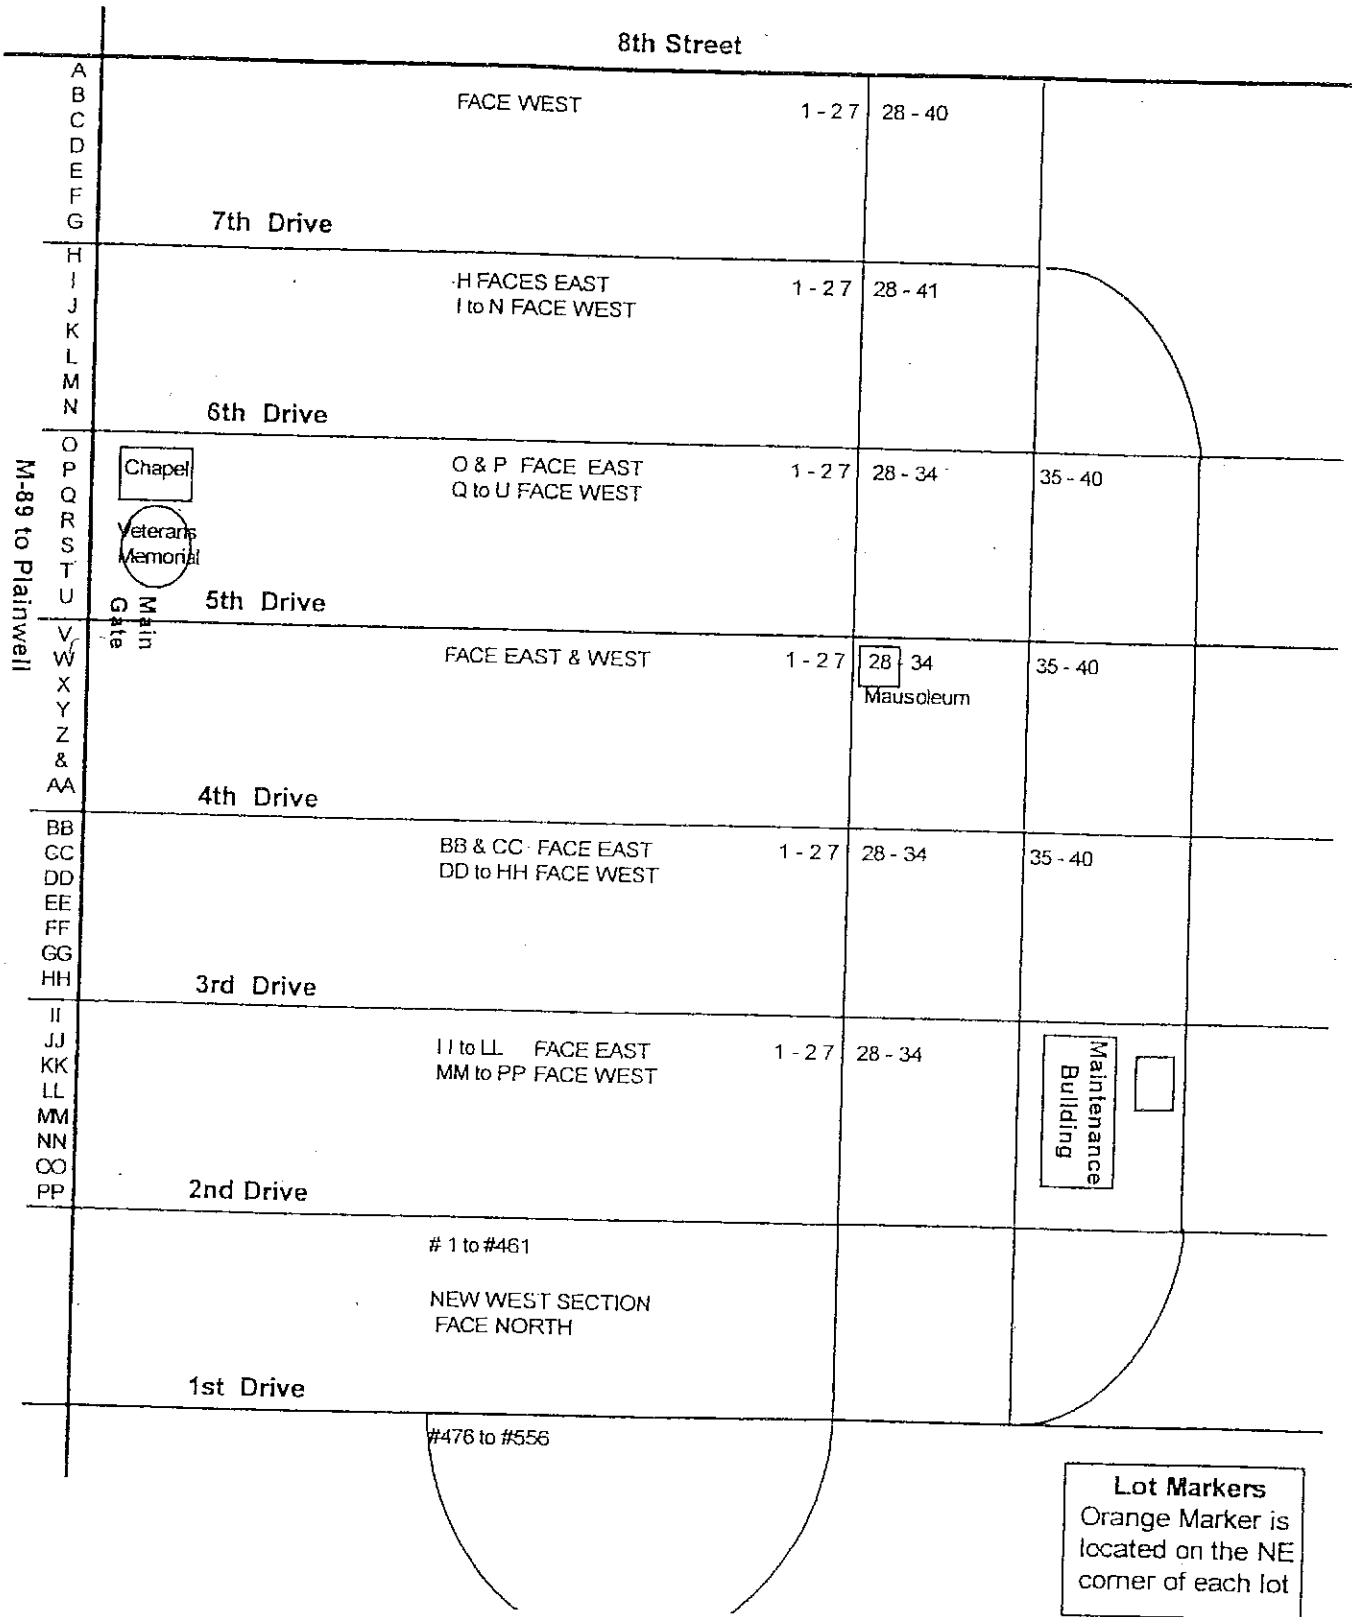 8th Street
A
B
C
D
E
F
G
FACE WEST
1 - 27
28 - 40
7th Drive
H
I
J
K
L
M
N
H FACES EAST
I to N FACE WEST
1 - 27
28 - 41
6th Drive
O
P
Q
R
S
T
U
Chapel
Veterans
Memorial
O & P FACE EAST
Q to U FACE WEST
1 - 27
28 - 34
35 - 40
M-89 to Plainwell
Main
Gate
5th Drive
V
W
X
Y
Z
&
AA
FACE EAST & WEST
1 - 27
28 34
Mausoleum
35 - 40
4th Drive
BB
CC
DD
EE
FF
GG
HH
BB & CC FACE EAST
DD to HH FACE WEST
1 - 27
28 - 34
35 - 40
3rd Drive
II
JJ
KK
LL
MM
NN
OO
PP
II to LL FACE EAST
MM to PP FACE WEST
1 - 27
28 - 34
Maintenance
Building
2nd Drive
# 1 to #461
NEW WEST SECTION
FACE NORTH
1st Drive
#476 to #556
Lot Markers
Orange Marker is
located on the NE
corner of each lot